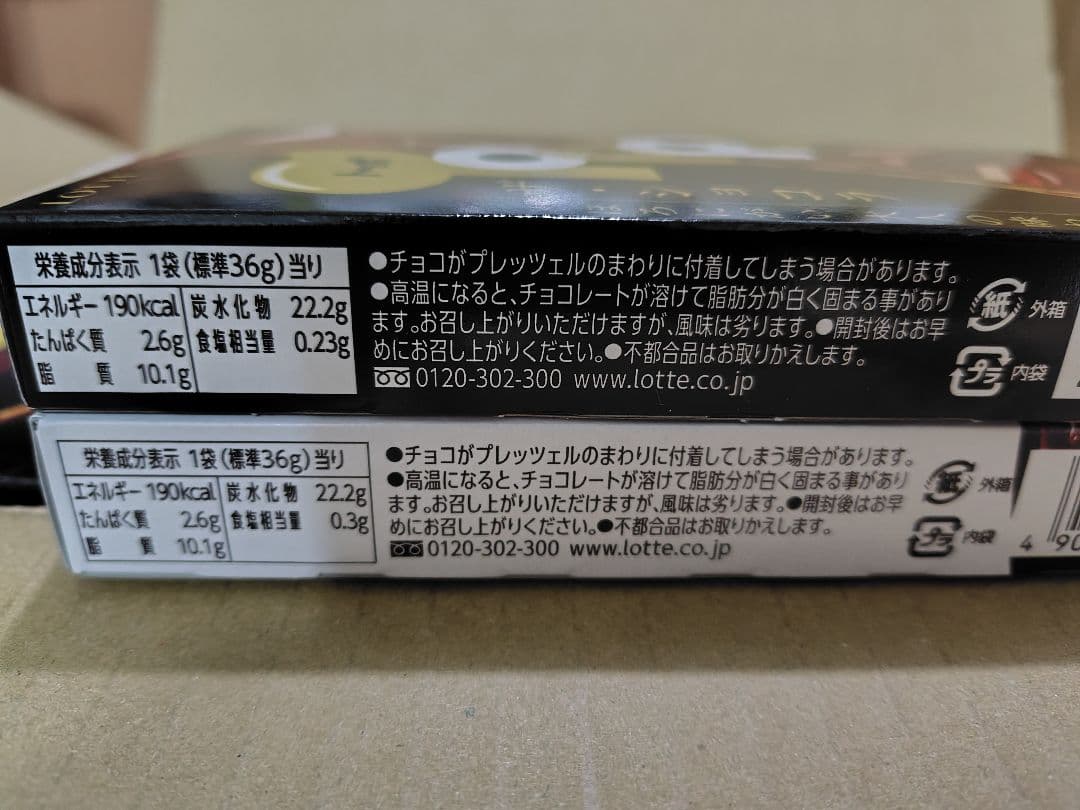 栄養成分表示 1袋(標準36g)当り
エネルギー 190kcal 炭水化物 22.2g
たんぱく質 2.6g 食塩相当量 0.23g
脂質 10.1g
●チョコがプレッツェルのまわりに付着してしまう場合があります。
●高温になると、チョコレートが溶けて脂肪分が白く固まる事があり
ます。お召し上がりいただけますが、風味は劣ります。●開封後はお早
めにお召し上がりください。●不都合品はお取りかえします。
0120-302-300 www.lotte.co.jp
紙 外箱
プラ 内袋
栄養成分表示 1袋(標準36g)当り
エネルギー 190kcal 炭水化物 22.2g
たんぱく質 2.6g 食塩相当量 0.3g
脂質 10.1g
●チョコがプレッツェルのまわりに付着してしまう場合があります。
●高温になると、チョコレートが溶けて脂肪分が白く固まる事があり
ます。お召し上がりいただけますが、風味は劣ります。●開封後はお早
めにお召し上がりください。●不都合品はお取りかえします。
0120-302-300 www.lotte.co.jp
紙 外箱
プラ 内袋
4 90